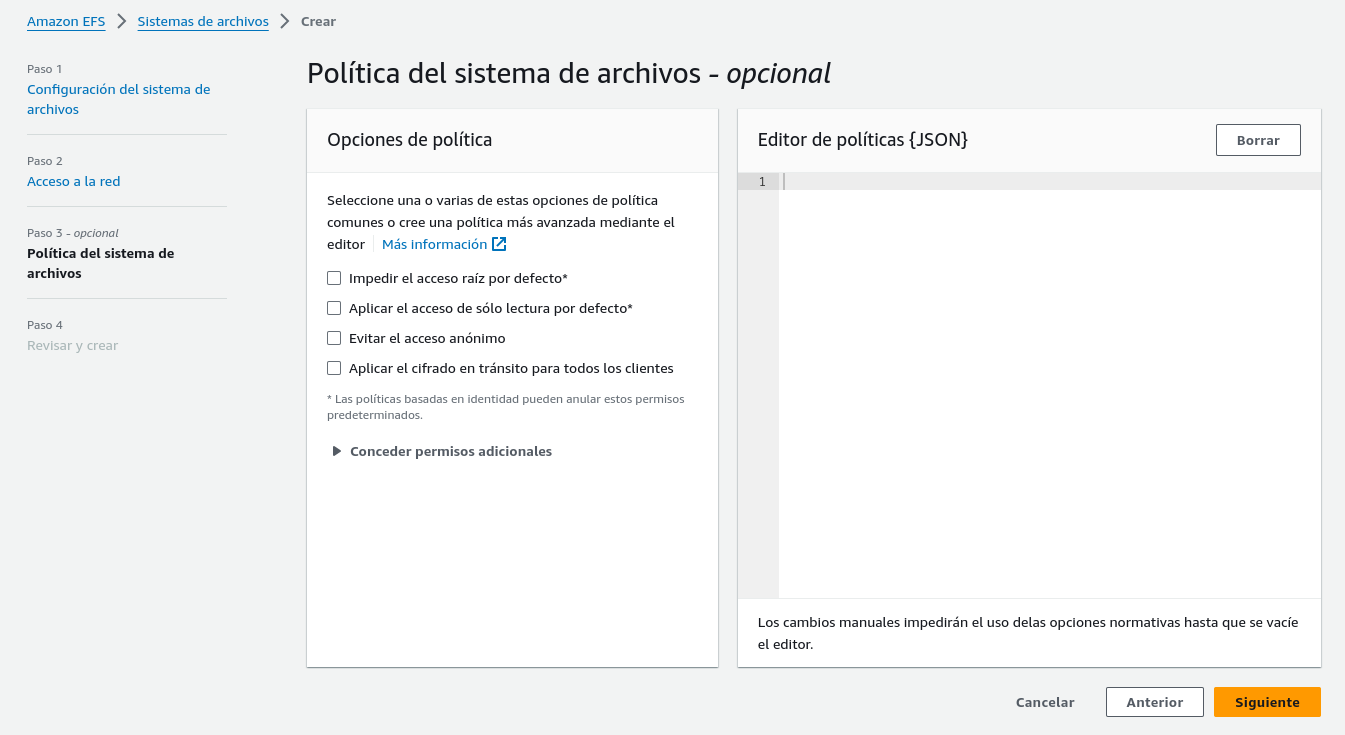 Amazon EFS
Sistemas de archivos
Crear
Paso 1
Configuración del sistema de
archivos
Paso 2
Acceso a la red
Paso 3 - opcional
Política del sistema de
archivos
Paso 4
Revisar y crear
Política del sistema de archivos - opcional
Opciones de política
Seleccione una o varias de estas opciones de política
comunes o cree una política más avanzada mediante el
editor Más información
Impedir el acceso raíz por defecto*
Aplicar el acceso de sólo lectura por defecto*
Evitar el acceso anónimo
Aplicar el cifrado en tránsito para todos los clientes
* Las políticas basadas en identidad pueden anular estos permisos
predeterminados.
Conceder permisos adicionales
Editor de políticas {JSON}
Borrar
1
Los cambios manuales impedirán el uso delas opciones normativas hasta que se vacíe
el editor.
Cancelar
Anterior
Siguiente